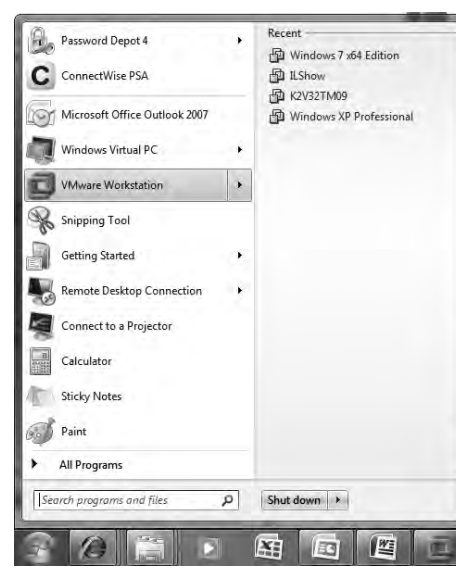 Password Depot 4
ConnectWise PSA
Microsoft Office Outlook 2007
Windows Virtual PC
VMware Workstation
Snipping Tool
Getting Started
Remote Desktop Connection
Connect to a Projector
Calculator
Sticky Notes
Paint
All Programs
Search programs and files
Recent
Windows 7 x64 Edition
ILShow
K2V32TM09
Windows XP Professional
Shut down